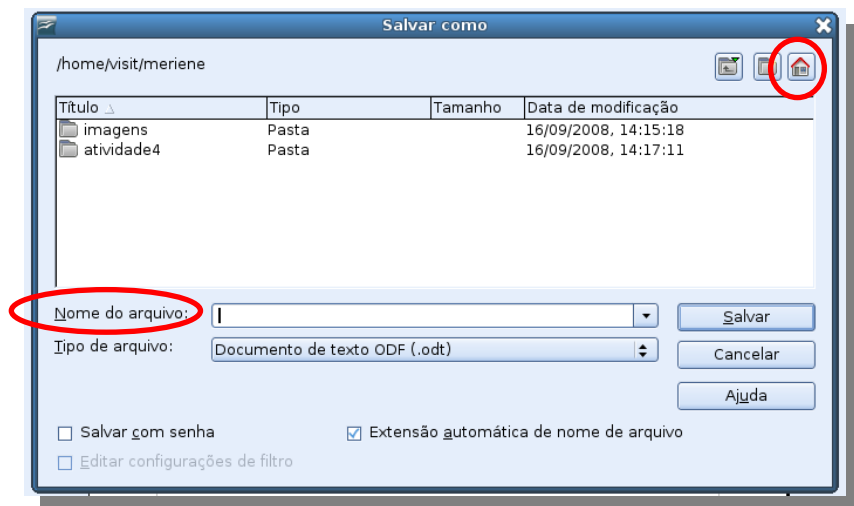 Salvar como
/home/visit/meriene
Título Tipo Tamanho Data de modificação
imagens Pasta 16/09/2008, 14:15:18
atividade4 Pasta 16/09/2008, 14:17:11
Nome do arquivo: Salvar
Tipo de arquivo: Documento de texto ODF (.odt) Cancelar
Ajuda
Salvar com senha Extensão automática de nome de arquivo
Editar configurações de filtro